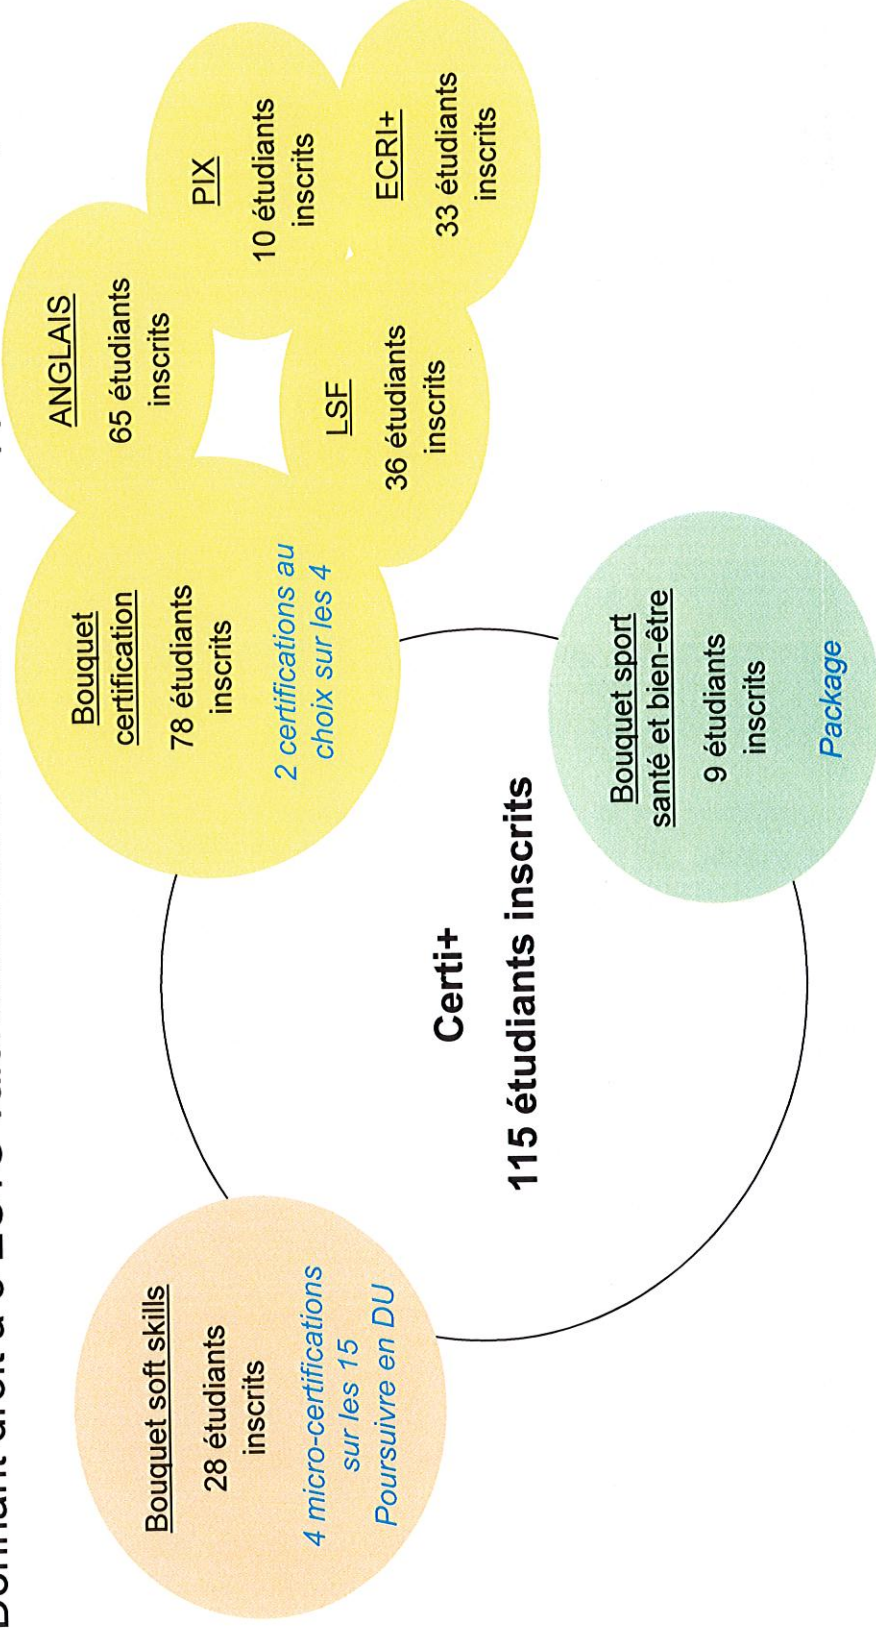 Bouquet soft skills
28 étudiants
inscrits
4 micro-certifications
sur les 15
Poursuivre en DU
Certi+
115 étudiants inscrits
Bouquet
certification
78 étudiants
inscrits
2 certifications au
choix sur les 4
ANGLAIS
65 étudiants
inscrits
PIX
10 étudiants
inscrits
LSF
36 étudiants
inscrits
ECRI+
33 étudiants
inscrits
Bouquet sport
santé et bien-être
9 étudiants
inscrits
Package